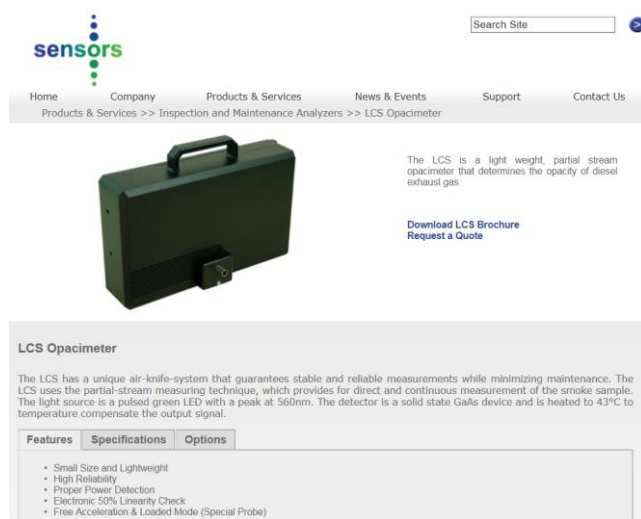 Search Site
sensors
Home Company Products & Services News & Events Support Contact Us
Products & Services >> Inspection and Maintenance Analyzers >> LCS Opacimeter
The LCS is a light weight, partial stream
opacimeter that determines the opacity of diesel
exhaust gas.
Download LCS Brochure
Request a Quote
LCS Opacimeter
The LCS has a unique air-knife-system that guarantees stable and reliable measurements while minimizing maintenance. The
LCS uses the partial-stream measuring technique, which provides for direct and continuous measurement of the smoke sample.
The light source is a pulsed green LED with a peak at 560nm. The detector is a solid state GaAs device and is heated to 43°C to
temperature compensate the output signal.
Features Specifications Options
• Small Size and Lightweight
• High Reliability
• Proper Power Detection
• Electronic 50% Linearity Check
• Free Acceleration & Loaded Mode (Special Probe)